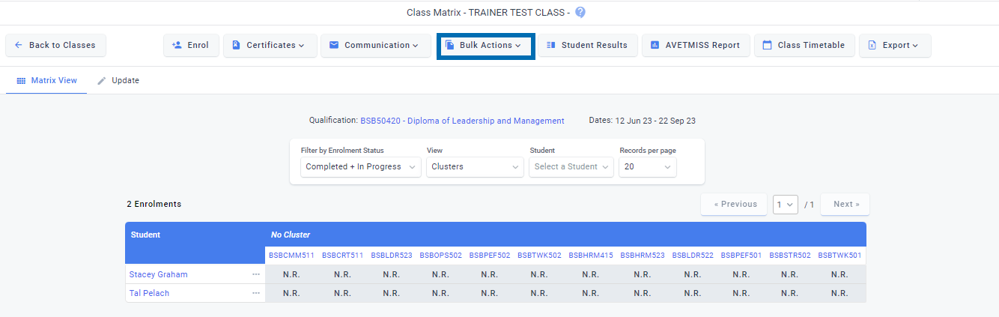 Class Matrix - TRAINER TEST CLASS - ?
Back to Classes Enrol Certificates Communication Bulk Actions Student Results AVETMISS Report Class Timetable Export
Matrix View Update
Qualification: BSB50420 - Diploma of Leadership and Management Dates: 12 Jun 23 - 22 Sep 23
Filter by Enrolment Status View Student Records per page
Completed + In Progress Clusters Select a Student 20
2 Enrolments « Previous 1 / 1 Next »
Student No Cluster
BSBCMM511 BSBCRT511 BSBLDR523 BSBOPS502 BSBPEF502 BSBTWK502 BSBHRM415 BSBHRM523 BSBLDR522 BSBPEF501 BSBSTR502 BSBTWK501
Stacey Graham ... N.R. N.R. N.R. N.R. N.R. N.R. N.R. N.R. N.R. N.R. N.R. N.R.
Tal Pelach ... N.R. N.R. N.R. N.R. N.R. N.R. N.R. N.R. N.R. N.R. N.R. N.R.